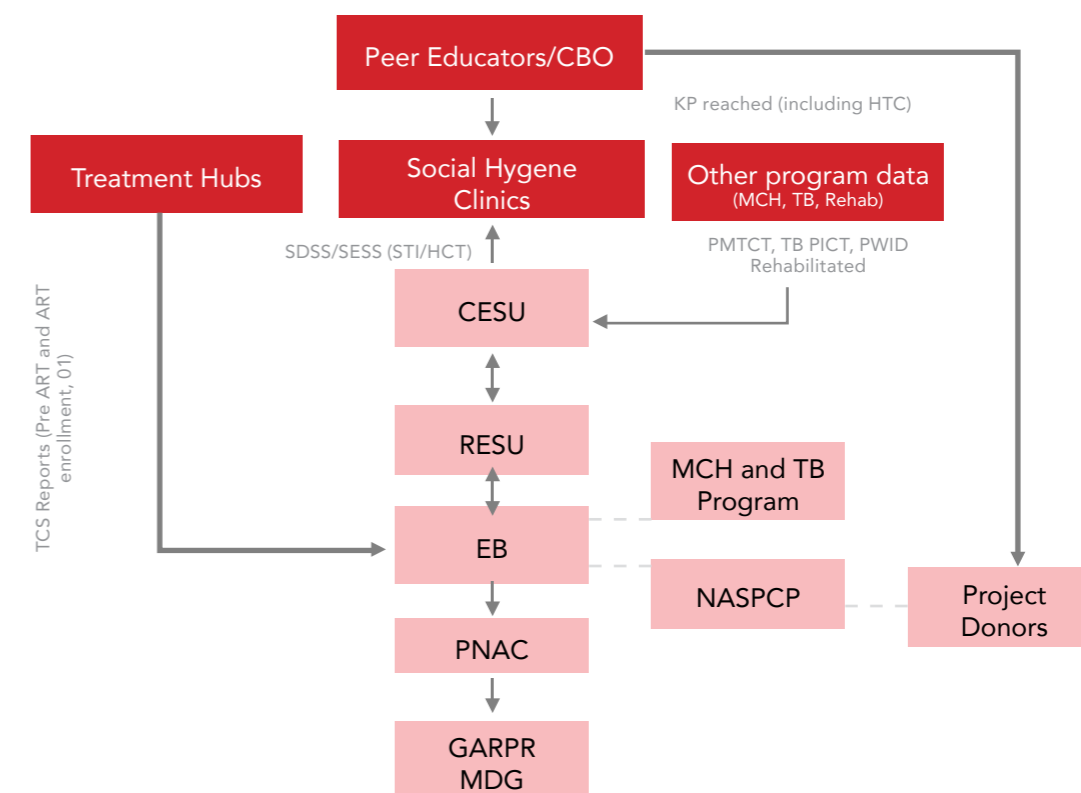 Peer Educators/CBO
KP reached (including HTC)
Treatment Hubs
Social Hygene
Clinics
Other program data
(MCH, TB, Rehab)
SDSS/SESS (STI/HCT)
PMTCT, TB PICT, PWID
Rehabilitated
CESU
TCS Reports (Pre ART and ART
enrollment, 01)
RESU
MCH and TB
Program
EB
NASPCP
Project
Donors
PNAC
GARPR
MDG